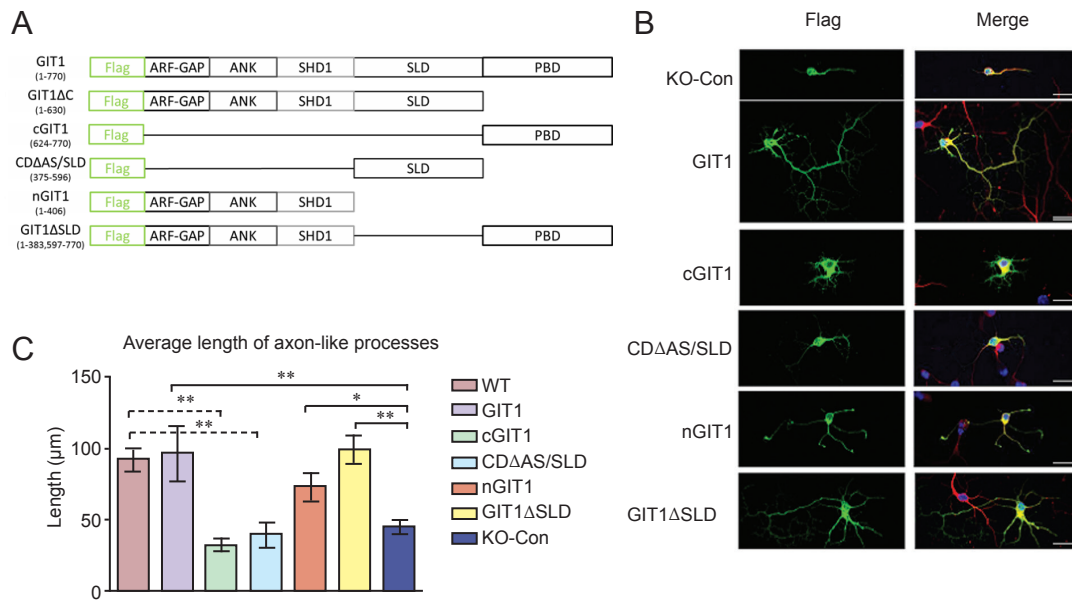 A
GIT1
(1-770)
Flag ARF-GAP ANK SHD1 SLD PBD
GIT1ΔC
(1-630)
Flag ARF-GAP ANK SHD1 SLD
cGIT1
(624-770)
Flag PBD
CDΔAS/SLD
(375-596)
Flag SLD
nGIT1
(1-406)
Flag ARF-GAP ANK SHD1
GIT1ΔSLD
(1-383,597-770)
Flag ARF-GAP ANK SHD1 PBD
B
Flag Merge
KO-Con
GIT1
cGIT1
CDΔAS/SLD
nGIT1
GIT1ΔSLD
C
Average length of axon-like processes
Length (μm)
150
100
50
0
**
**
**
*
**
WT
GIT1
cGIT1
CDΔAS/SLD
nGIT1
GIT1ΔSLD
KO-Con